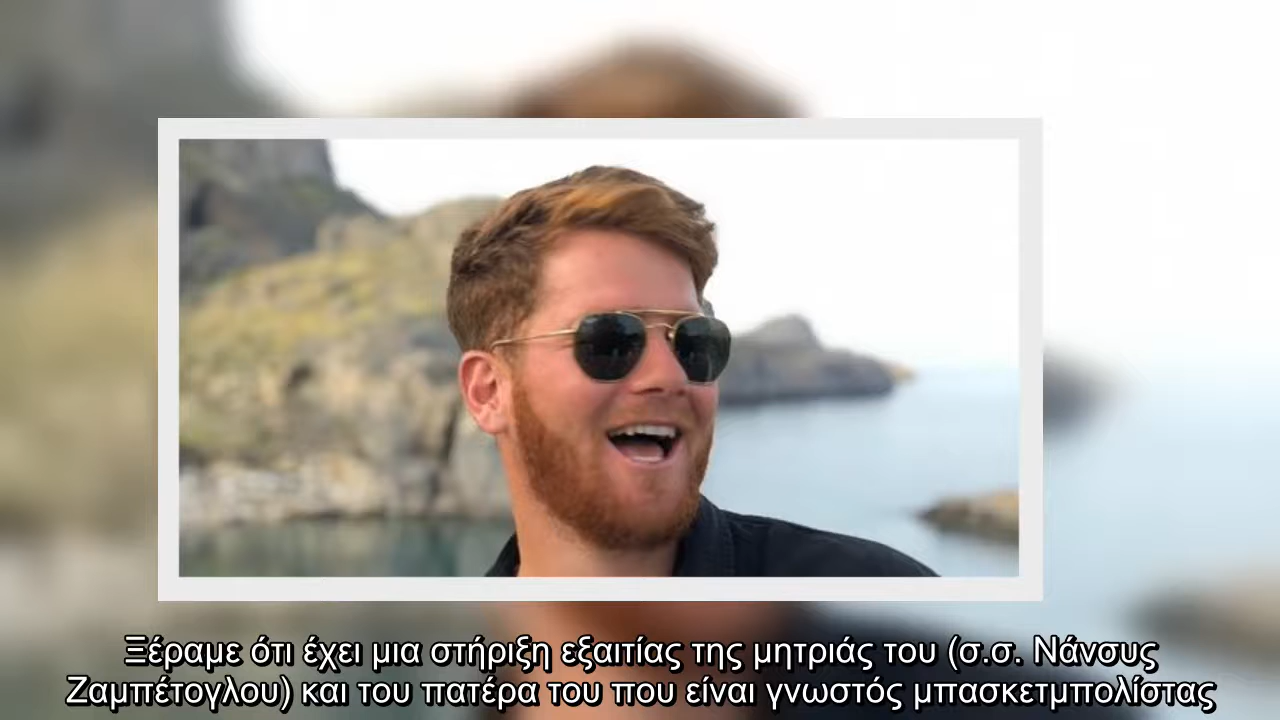 Ξέραμε ότι έχει μια στήριξη εξαιτίας της μητριάς του (σ.σ. Νάνσυς
Ζαμπέτογλου) και του πατέρα του που είναι γνωστός μπασκετμπολίστας